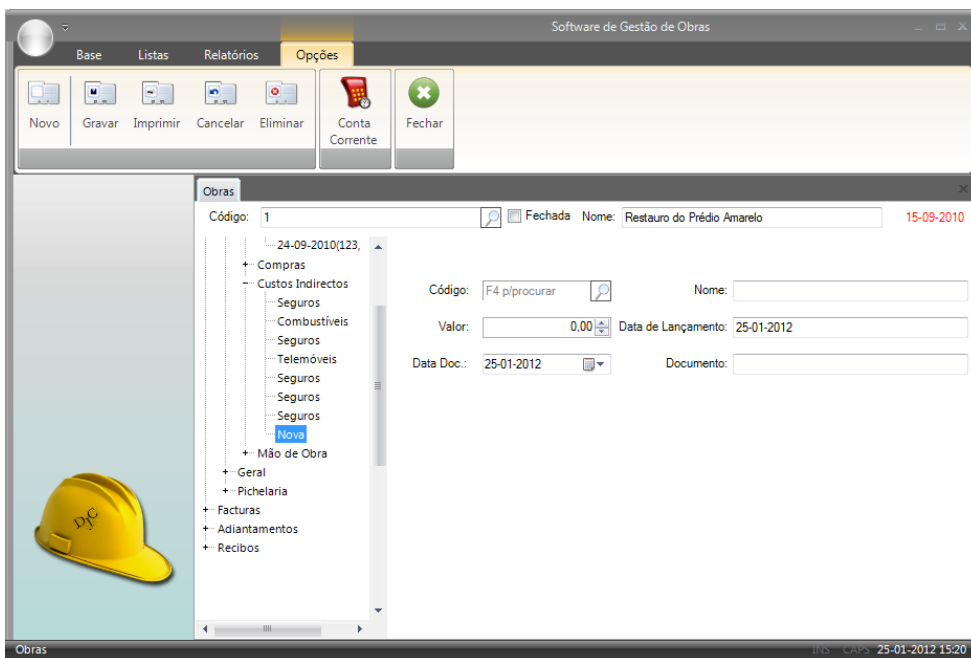 Software de Gestão de Obras
Base Listas Relatórios Opções
Novo Gravar Imprimir Cancelar Eliminar Conta Corrente Fechar
Obras
Código: 1 Fechada Nome: Restauro do Prédio Amarelo 15-09-2010
24-09-2010(123,
Compras
Custos Indirectos
Código: F4 p/procurar Nome:
Seguros
Combustíveis
Valor: 0,00 Data de Lançamento: 25-01-2012
Seguros
Telemóveis
Data Doc.: 25-01-2012 Documento:
Seguros
Seguros
Seguros
Nova
Mão de Obra
Geral
Pichelaria
Facturas
Adiantamentos
Recibos
DJC
Obras INS CAPS 25-01-2012 15:20